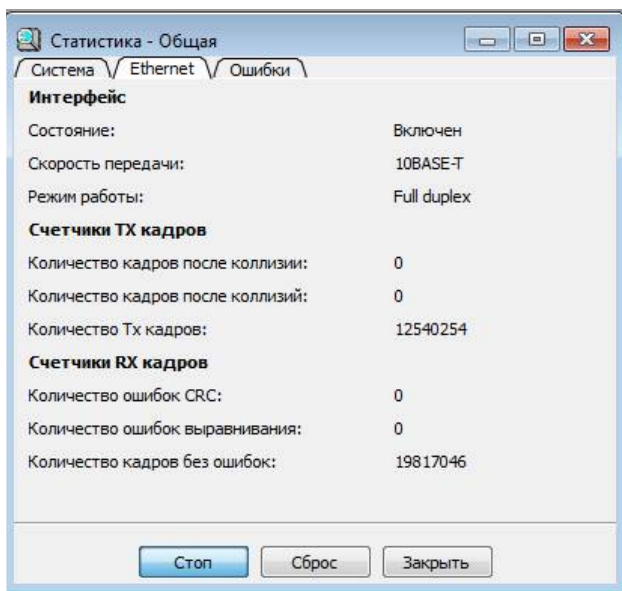 Статистика - Общая
Система Ethernet Ошибки
Интерфейс
Состояние: Включен
Скорость передачи: 10BASE-T
Режим работы: Full duplex
Счетчики TX кадров
Количество кадров после коллизии: 0
Количество кадров после коллизий: 0
Количество Tx кадров: 12540254
Счетчики RX кадров
Количество ошибок CRC: 0
Количество ошибок выравнивания: 0
Количество кадров без ошибок: 19817046
Стоп Сброс Закрыть